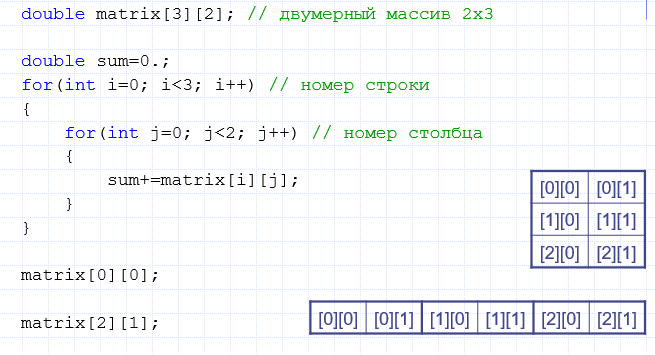 double matrix[3][2]; // двумерный массив 2x3
double sum=0.;
for(int i=0; i<3; i++) // номер строки
{
for(int j=0; j<2; j++) // номер столбца
{
sum+=matrix[i][j];
}
}
[0][0] [0][1]
[1][0] [1][1]
[2][0] [2][1]
matrix[0][0];
matrix[2][1];
[0][0] [0][1] [1][0] [1][1] [2][0] [2][1]